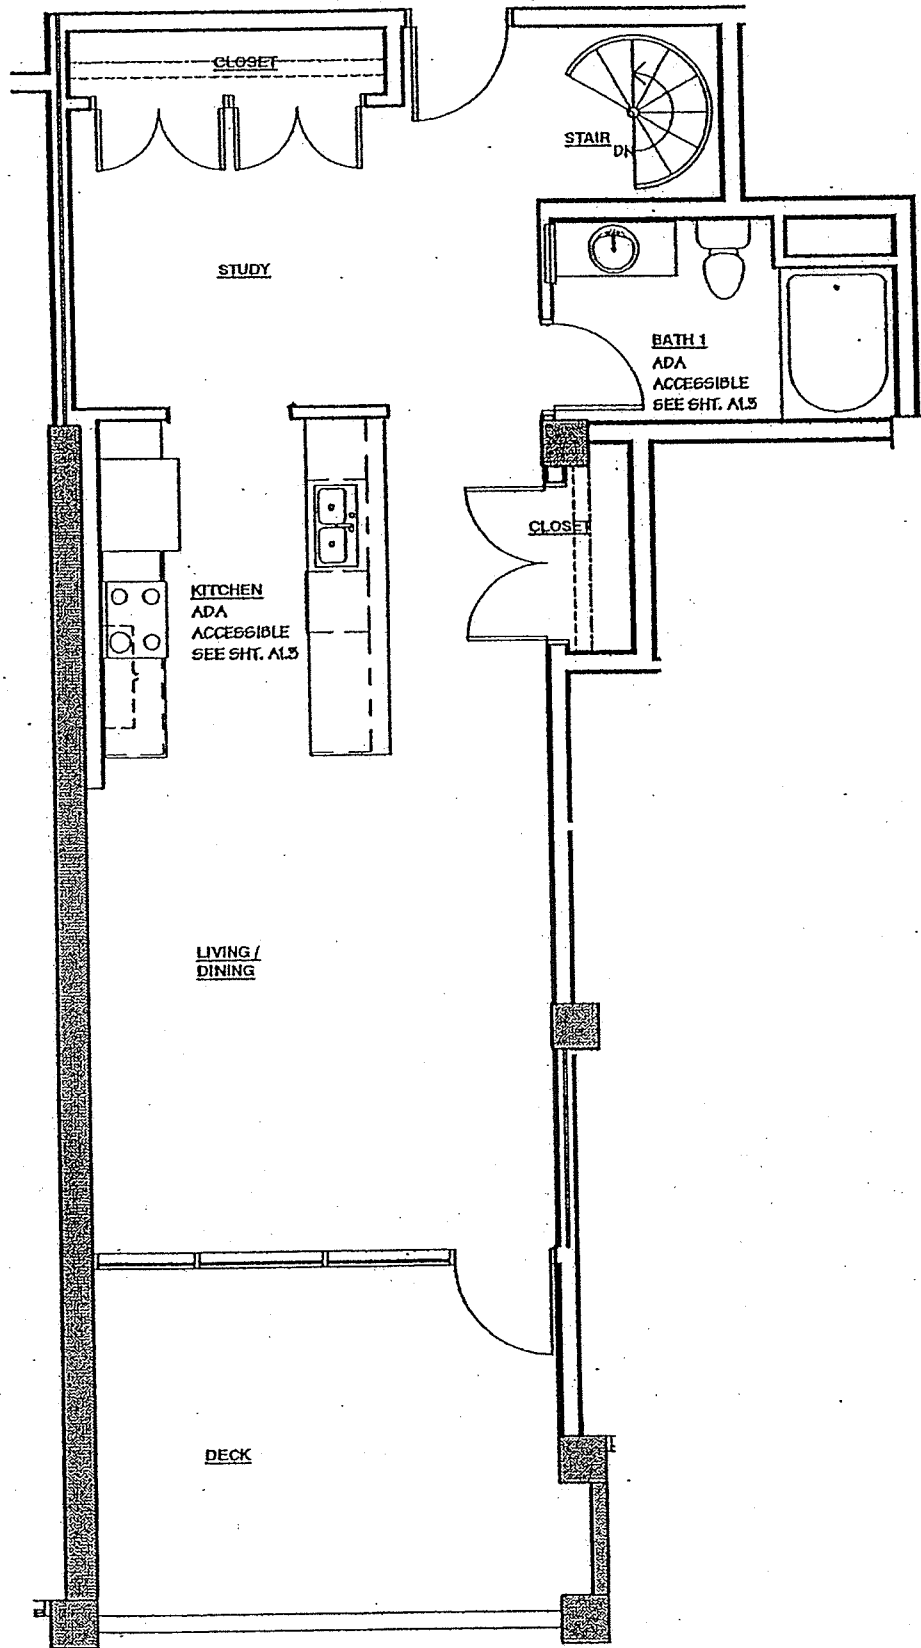 CLOSET
STAIR
DN
STUDY
BATH 1
ADA
ACCESSIBLE
SEE SHT. A1.3
CLOSET
KITCHEN
ADA
ACCESSIBLE
SEE SHT. A1.3
LIVING /
DINING
DECK